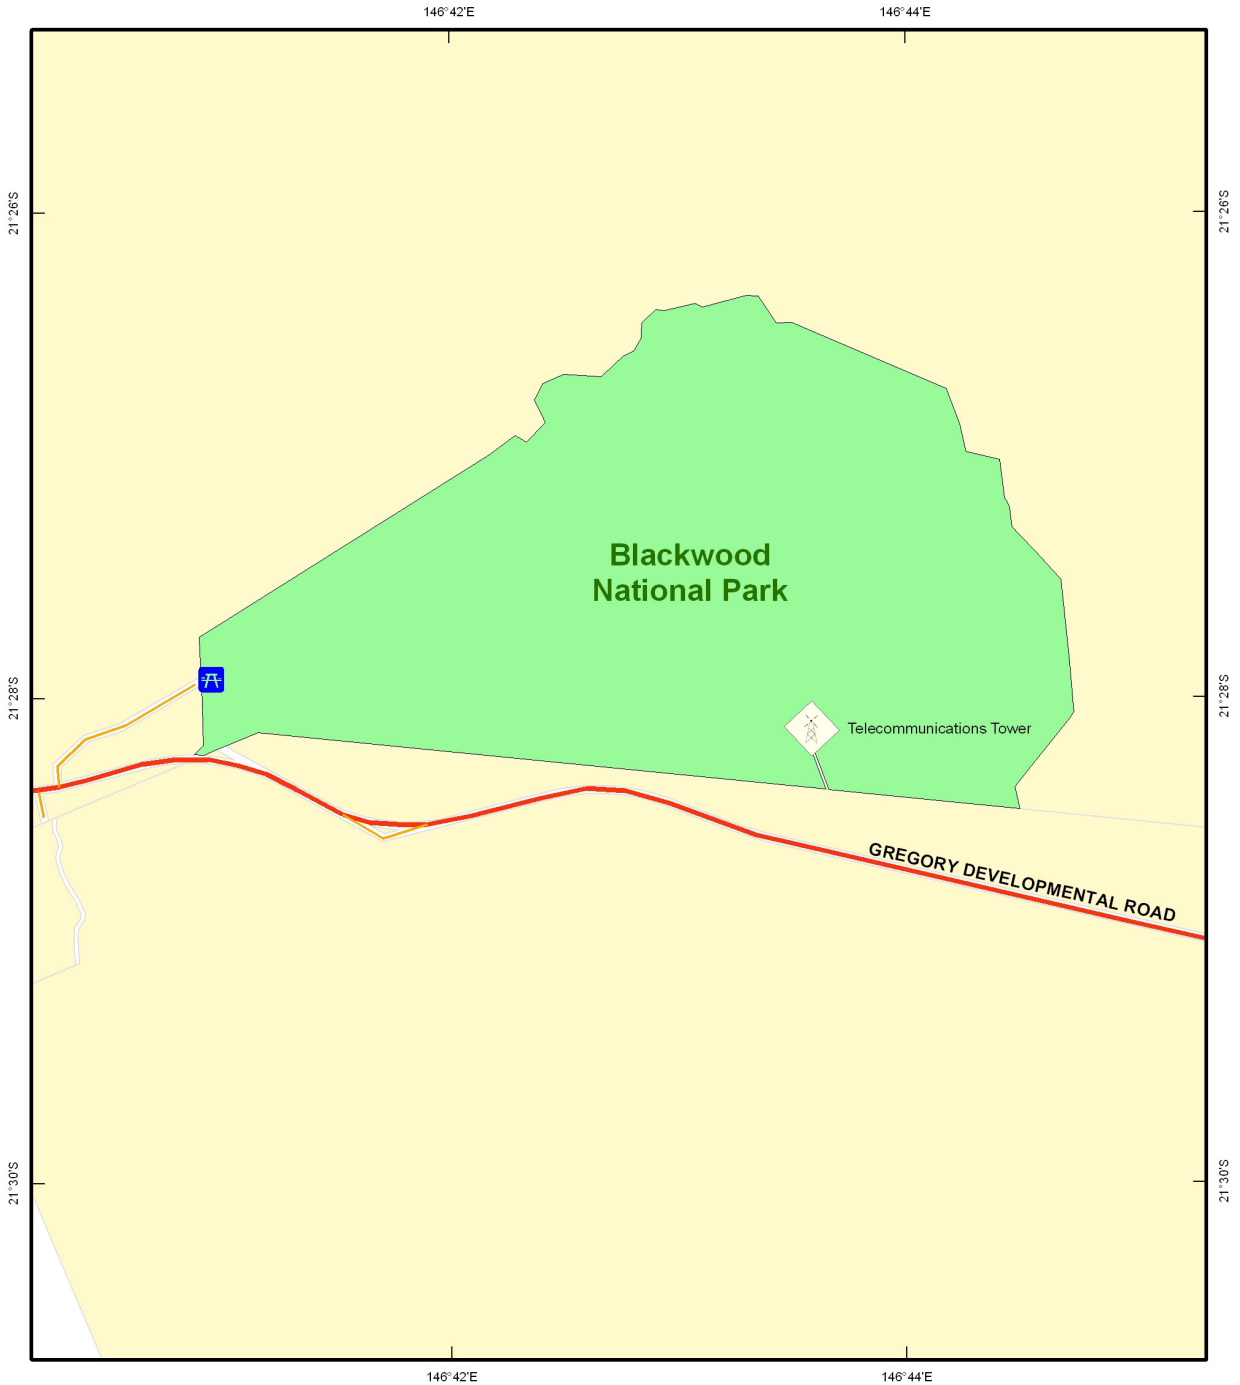 146°42'E
146°44'E
21°26'S
21°26'S
Blackwood
National Park
21°28'S
21°28'S
Telecommunications Tower
GREGORY DEVELOPMENTAL ROAD
21°30'S
21°30'S
146°42'E
146°44'E